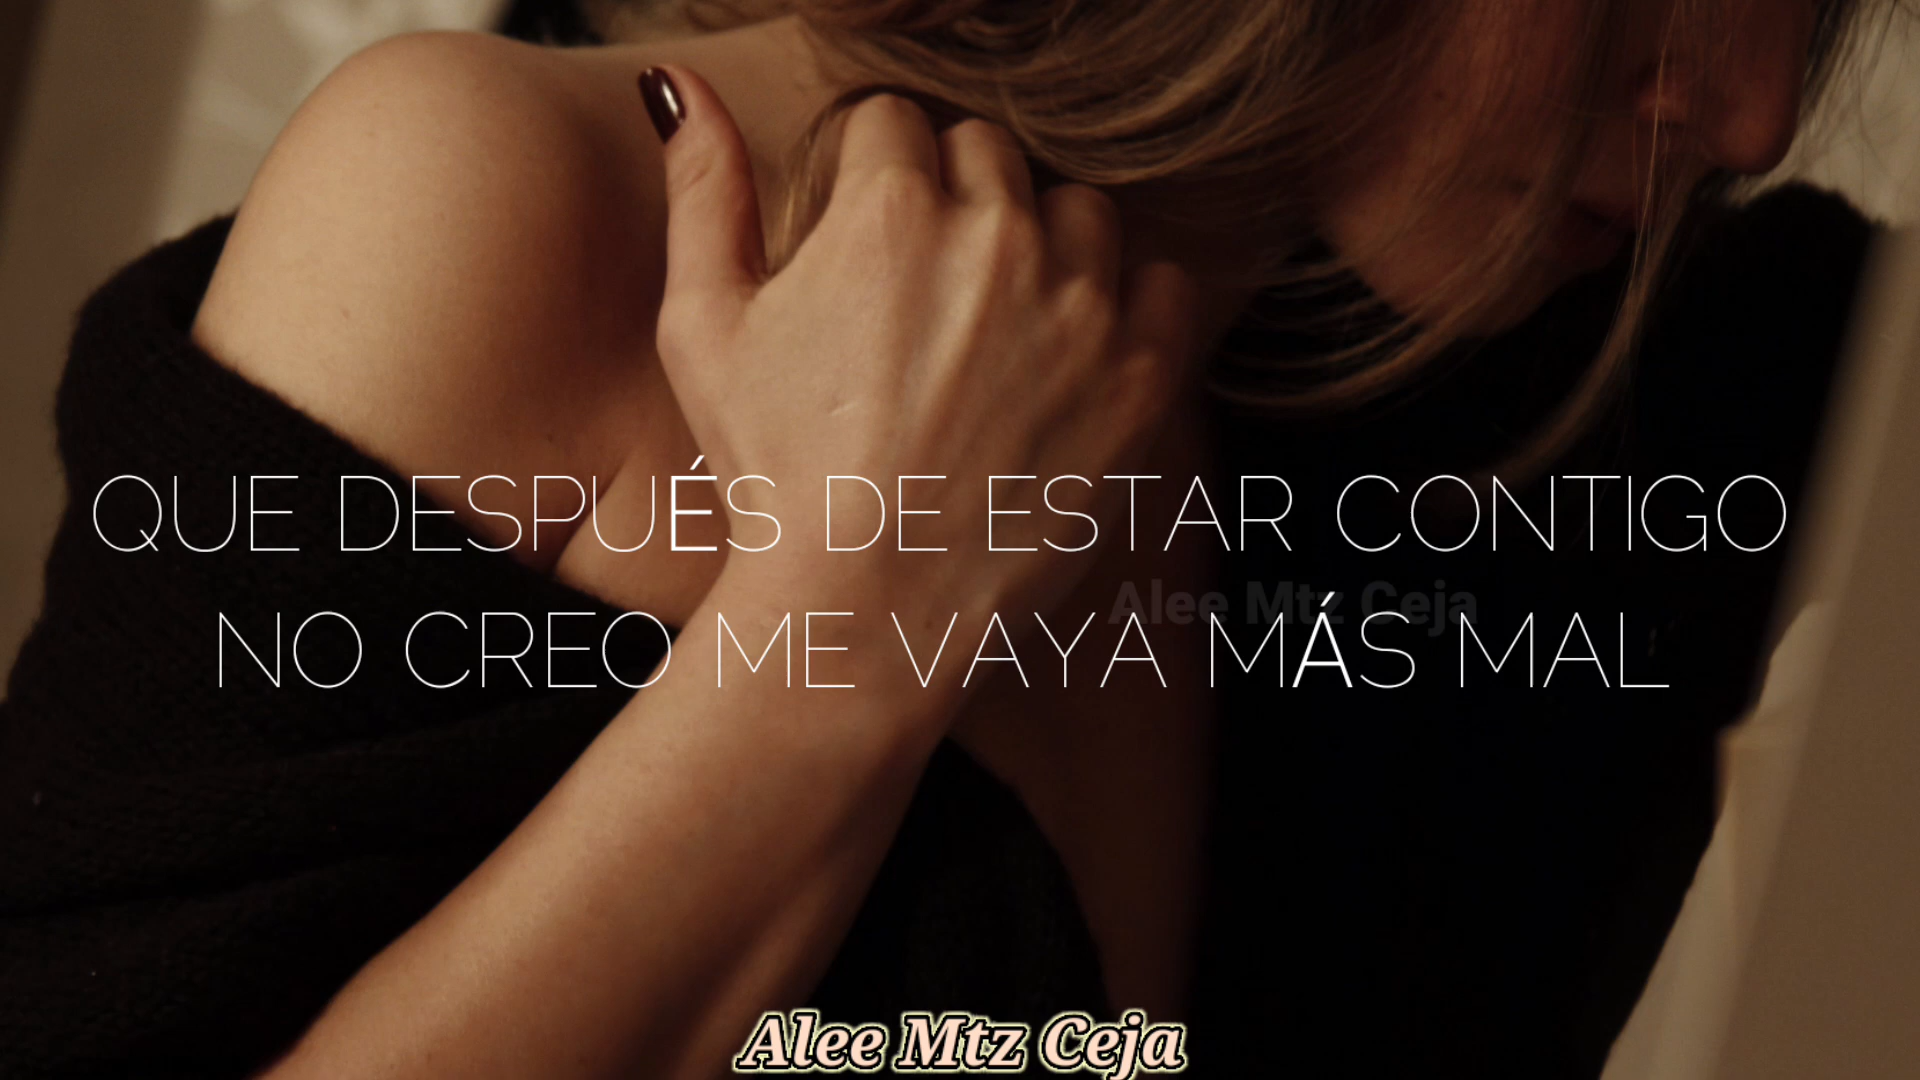 QUE DESPUÉS DE ESTAR CONTIGO
Alee Mtz Ceja
NO CREO ME VAYA MÁS MAL
Alee Mtz Ceja